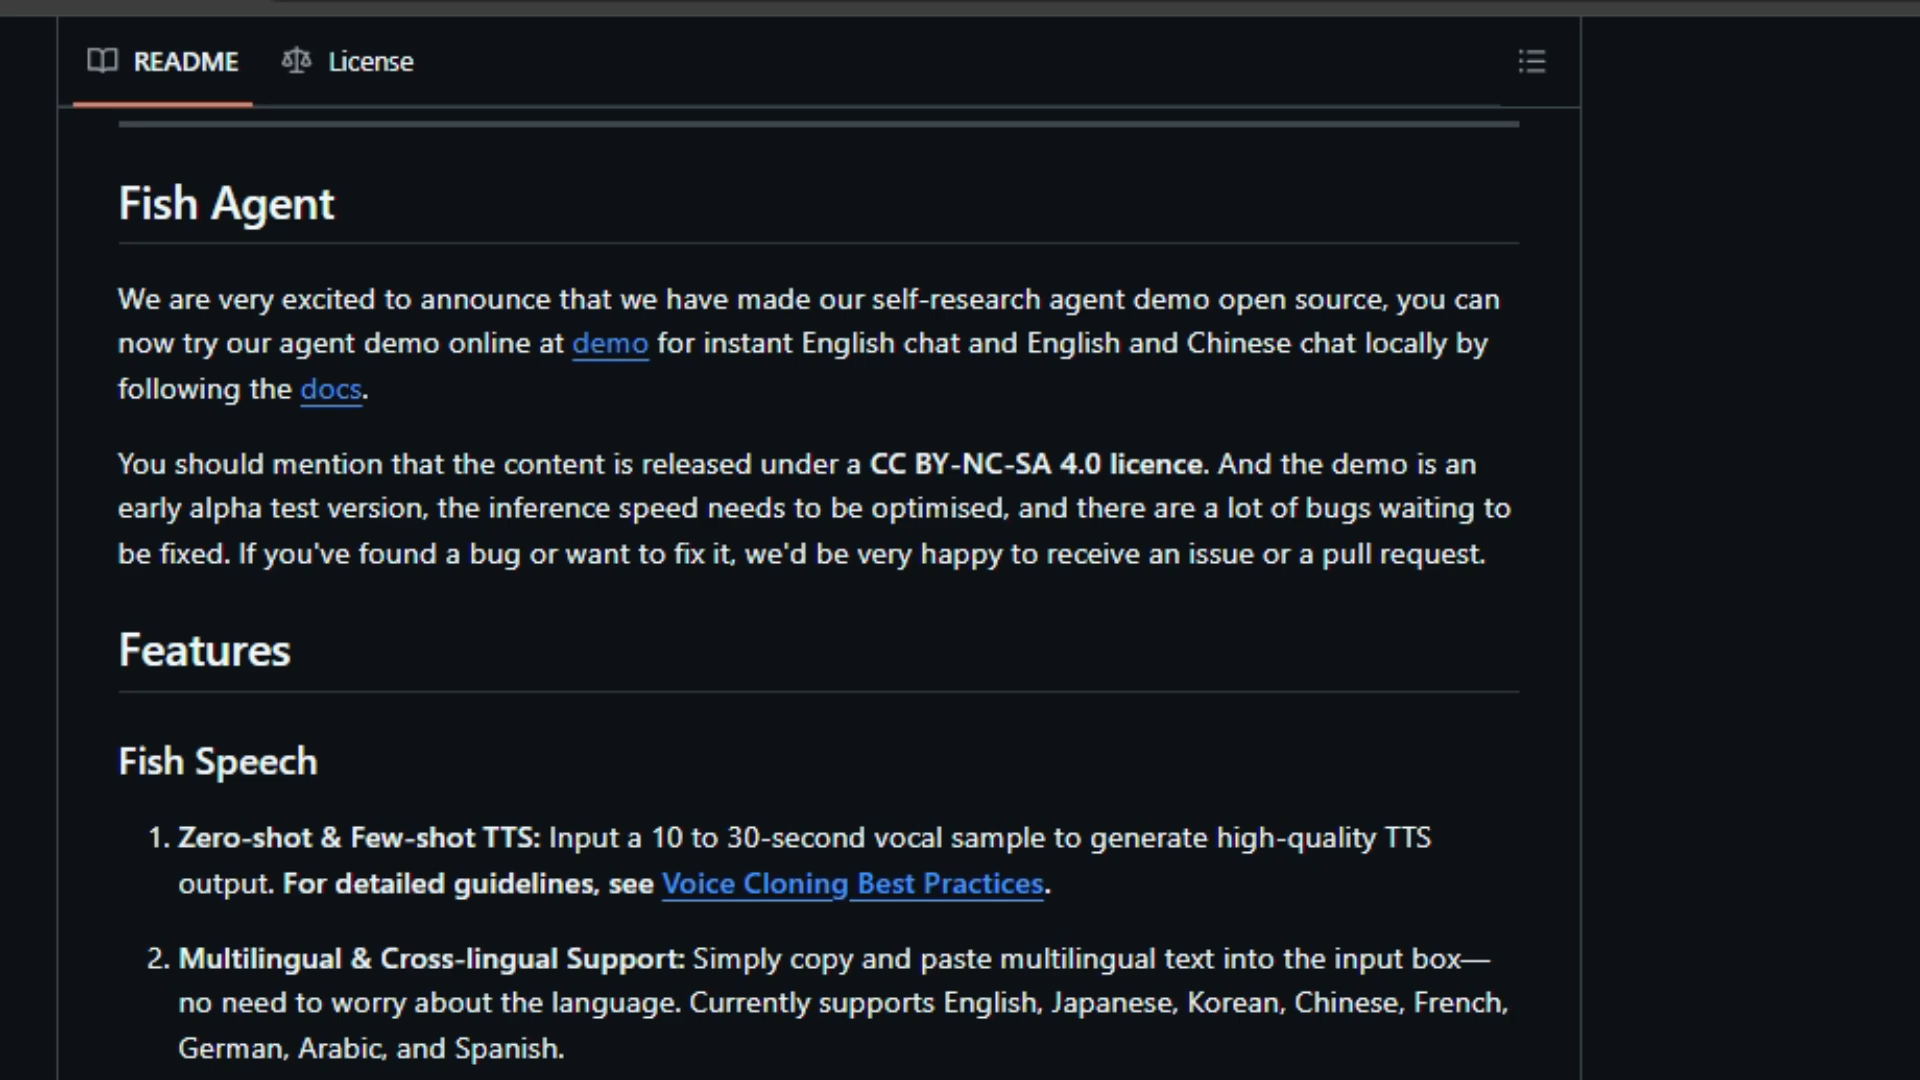 README
License
Fish Agent
We are very excited to announce that we have made our self-research agent demo open source, you can
now try our agent demo online at demo for instant English chat and English and Chinese chat locally by
following the docs.
You should mention that the content is released under a CC BY-NC-SA 4.0 licence. And the demo is an
early alpha test version, the inference speed needs to be optimised, and there are a lot of bugs waiting to
be fixed. If you've found a bug or want to fix it, we'd be very happy to receive an issue or a pull request.
Features
Fish Speech
1. Zero-shot & Few-shot TTS: Input a 10 to 30-second vocal sample to generate high-quality TTS
output. For detailed guidelines, see Voice Cloning Best Practices.
2. Multilingual & Cross-lingual Support: Simply copy and paste multilingual text into the input box—
no need to worry about the language. Currently supports English, Japanese, Korean, Chinese, French,
German, Arabic, and Spanish.